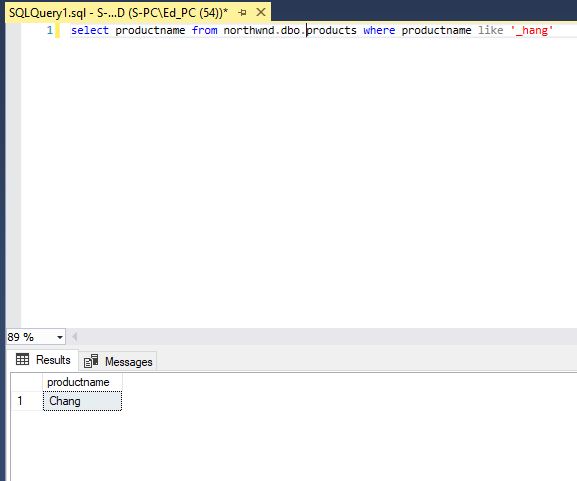 SQLQuery1.sql - S-...D (S-PC\Ed_PC (54))*
1 select productname from northwnd.dbo.products where productname like '_hang'
89 %
Results Messages
productname
1 Chang